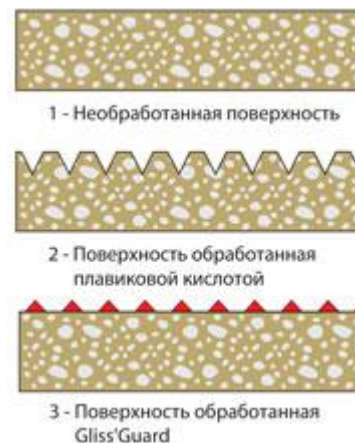 1 - Необработанная поверхность
2 - Поверхность обработанная
плавиковой кислотой
3 - Поверхность обработанная
Gliss'Guard